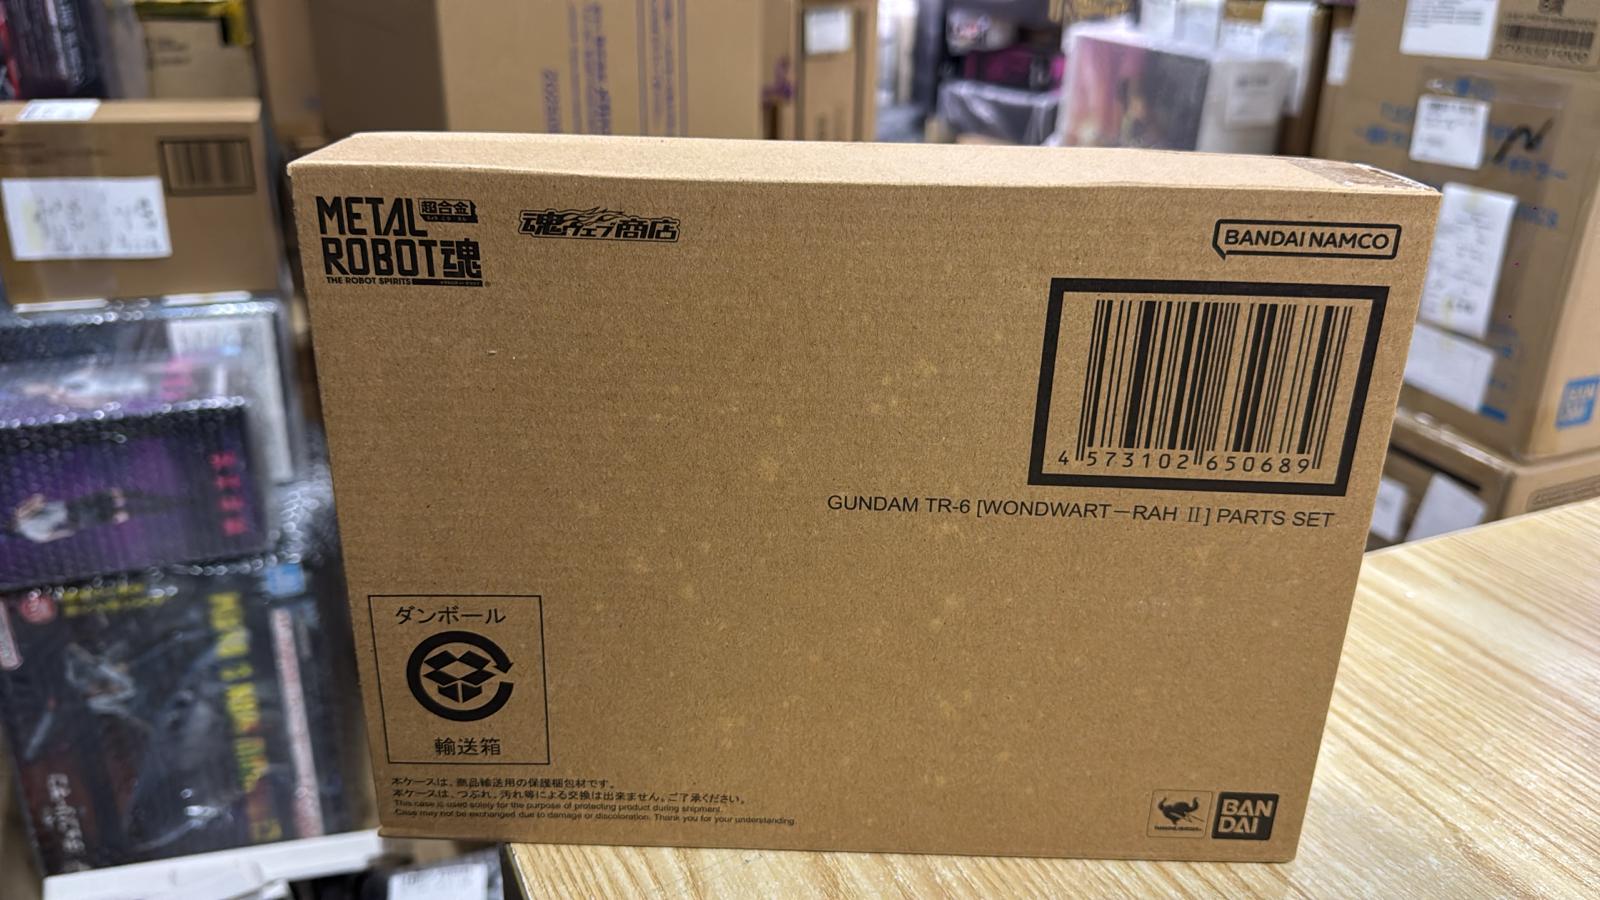 METAL 超合金
ROBOT魂
THE ROBOT SPIRITS
魂ウェブ商店
BANDAI NAMCO
4 573102 650689
GUNDAM TR-6 [WONDWART－RAH Ⅱ] PARTS SET
ダンボール
輸送箱
本ケースは、商品輸送用の保護梱包材です。
本ケースは、つぶれ、汚れ等による交換は出来ません。ご了承ください。
This case is used solely for the purpose of protecting product during shipment.
Case may not be exchanged due to damage or discoloration. Thank you for your understanding.
BAN
DAI
BAN
DAI